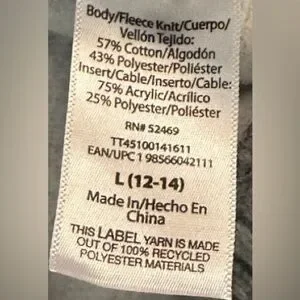 Body/Fleece Knit/Cuerpo/
Vellón Tejido:
57% Cotton/Algodón
43% Polyester/Poliéster
Insert/Cable/Inserto/Cable:
75% Acrylic/Acrílico
25% Polyester/Poliéster
RN# 52469
TT45100141611
EAN/UPC 1 98566042111
L (12-14)
Made In/Hecho En
China
THIS LABEL YARN IS MADE
OUT OF 100% RECYCLED
POLYESTER MATERIALS